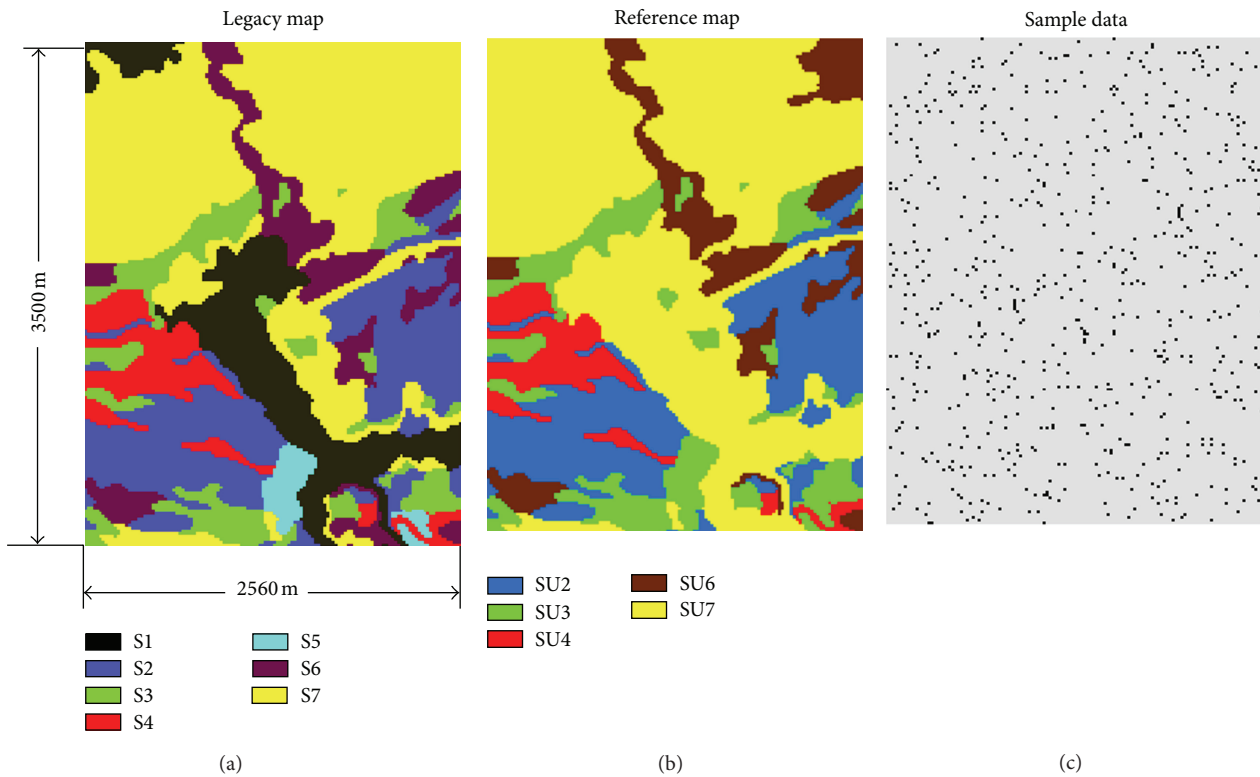 Legacy map
Reference map
Sample data
3500 m
2560 m
S1
S2
S3
S4
S5
S6
S7
SU2
SU3
SU4
SU6
SU7
(a)
(b)
(c)